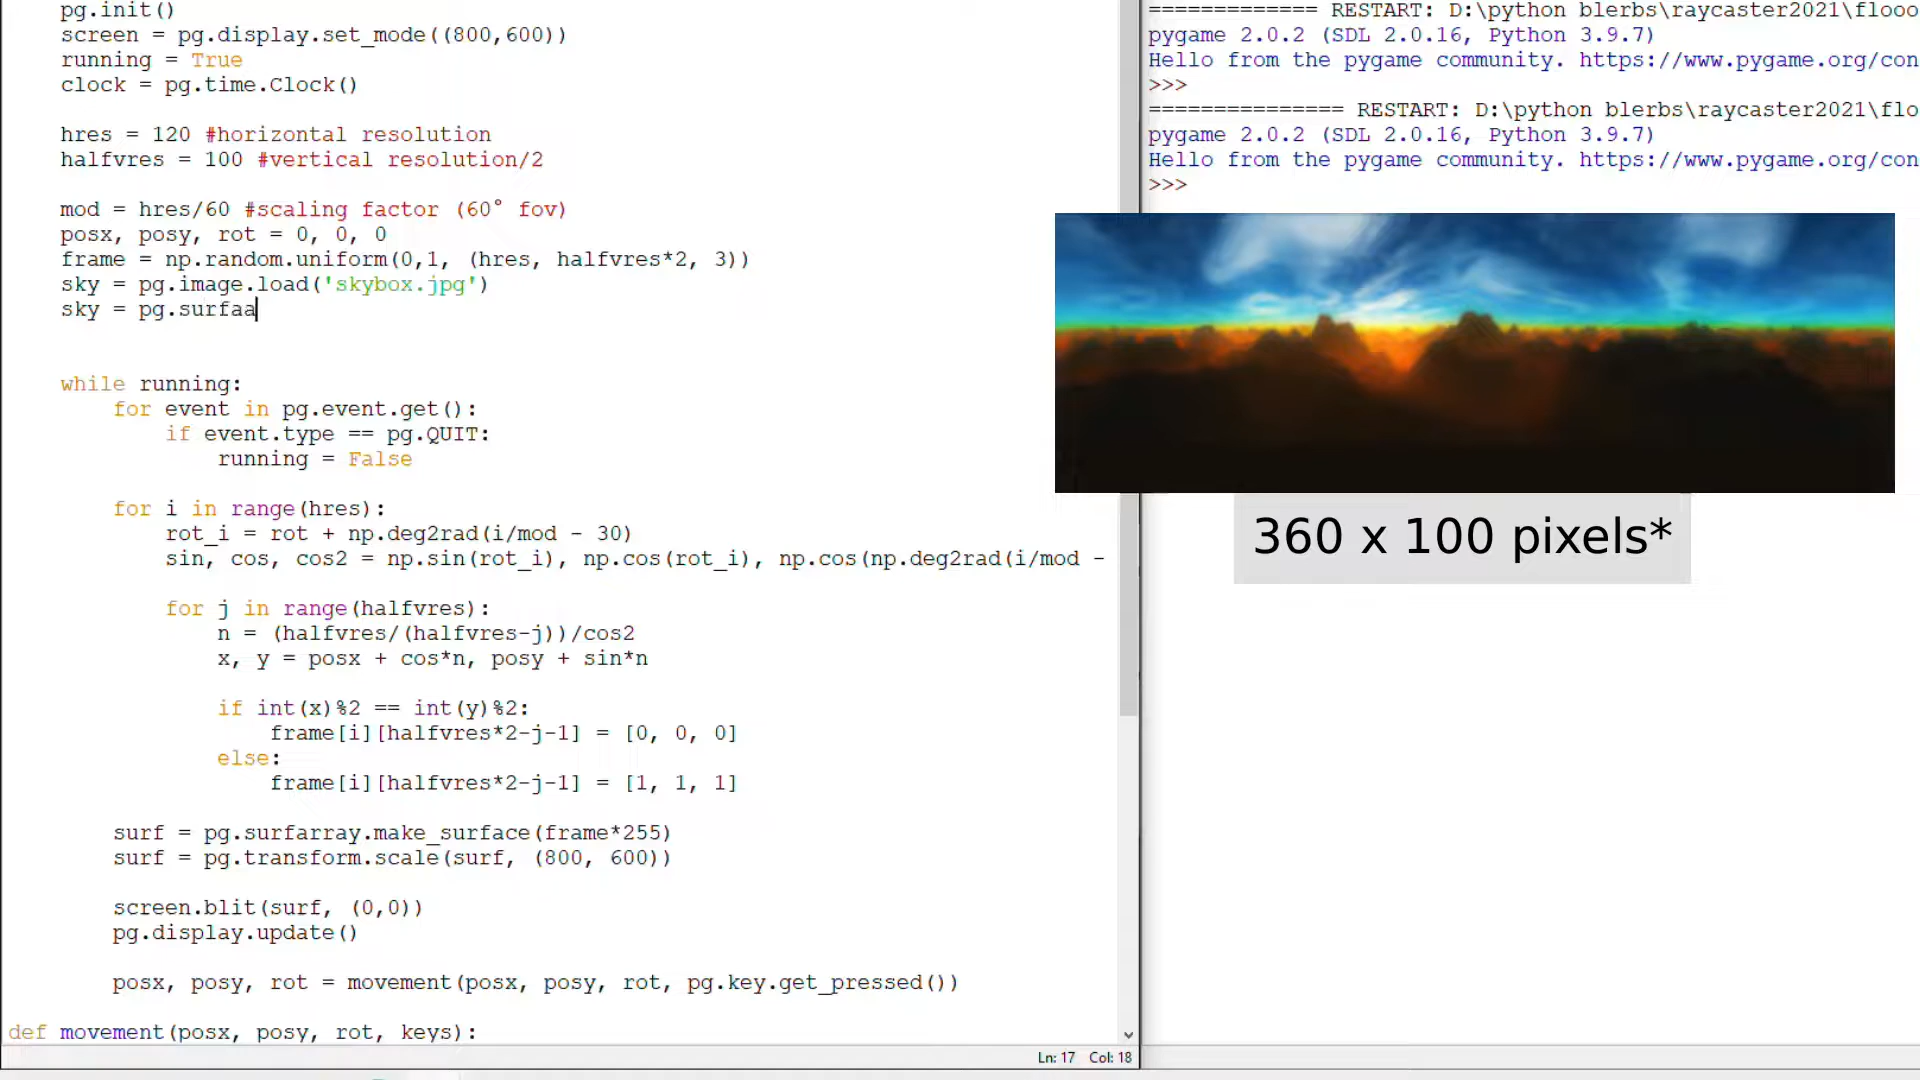 pg.init()
screen = pg.display.set_mode((800,600))
running = True
clock = pg.time.Clock()
hres = 120 #horizontal resolution
halfvres = 100 #vertical resolution/2
mod = hres/60 #scaling factor (60° fov)
posx, posy, rot = 0, 0, 0
frame = np.random.uniform(0,1, (hres, halfvres*2, 3))
sky = pg.image.load('skybox.jpg')
sky = pg.surfaa
while running:
for event in pg.event.get():
if event.type == pg.QUIT:
running = False
for i in range(hres):
rot_i = rot + np.deg2rad(i/mod - 30)
sin, cos, cos2 = np.sin(rot_i), np.cos(rot_i), np.cos(np.deg2rad(i/mod -
for j in range(halfvres):
n = (halfvres/(halfvres-j))/cos2
x, y = posx + cos*n, posy + sin*n
if int(x)%2 == int(y)%2:
frame[i][halfvres*2-j-1] = [0, 0, 0]
else:
frame[i][halfvres*2-j-1] = [1, 1, 1]
surf = pg.surfarray.make_surface(frame*255)
surf = pg.transform.scale(surf, (800, 600))
screen.blit(surf, (0,0))
pg.display.update()
posx, posy, rot = movement(posx, posy, rot, pg.key.get_pressed())
def movement(posx, posy, rot, keys):
Ln: 17 Col: 18
============= RESTART: D:\python blerbs\raycaster2021\flooo
pygame 2.0.2 (SDL 2.0.16, Python 3.9.7)
Hello from the pygame community. https://www.pygame.org/con
>>>
=============== RESTART: D:\python blerbs\raycaster2021\flo
pygame 2.0.2 (SDL 2.0.16, Python 3.9.7)
Hello from the pygame community. https://www.pygame.org/con
>>>
360 x 100 pixels*